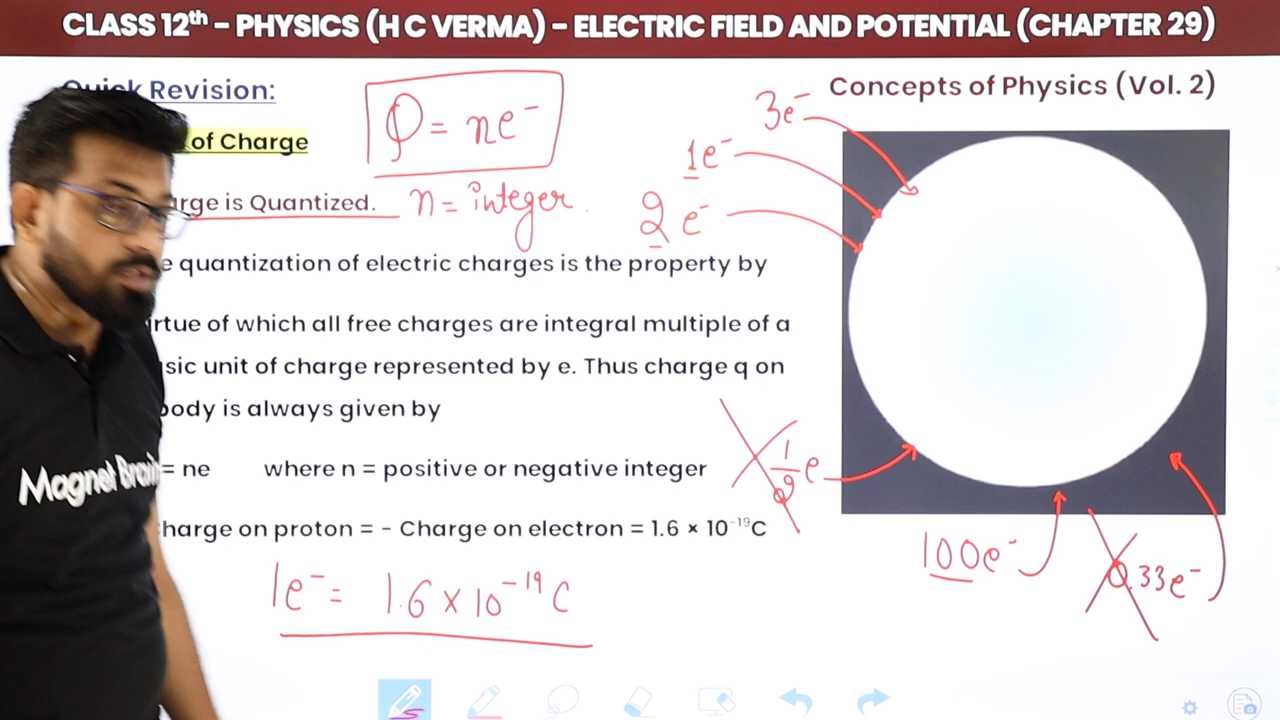 CLASS 12th – PHYSICS (H C VERMA) – ELECTRIC FIELD AND POTENTIAL (CHAPTER 29)
Quick Revision:
Concepts of Physics (Vol. 2)
Q = ne⁻
3e⁻
of Charge
1e⁻
is Quantized.
n = integer
2 e⁻
quantization of electric charges is the property by
of which all free charges are integral multiple of a
unit of charge represented by e. Thus charge q on
body is always given by
= ne where n = positive or negative integer
1/2 e
harge on proton = - Charge on electron = 1.6 × 10⁻¹⁹C
100e⁻
0.33e⁻
1e⁻ = 1.6 × 10⁻¹⁹ C
Magnet Brain